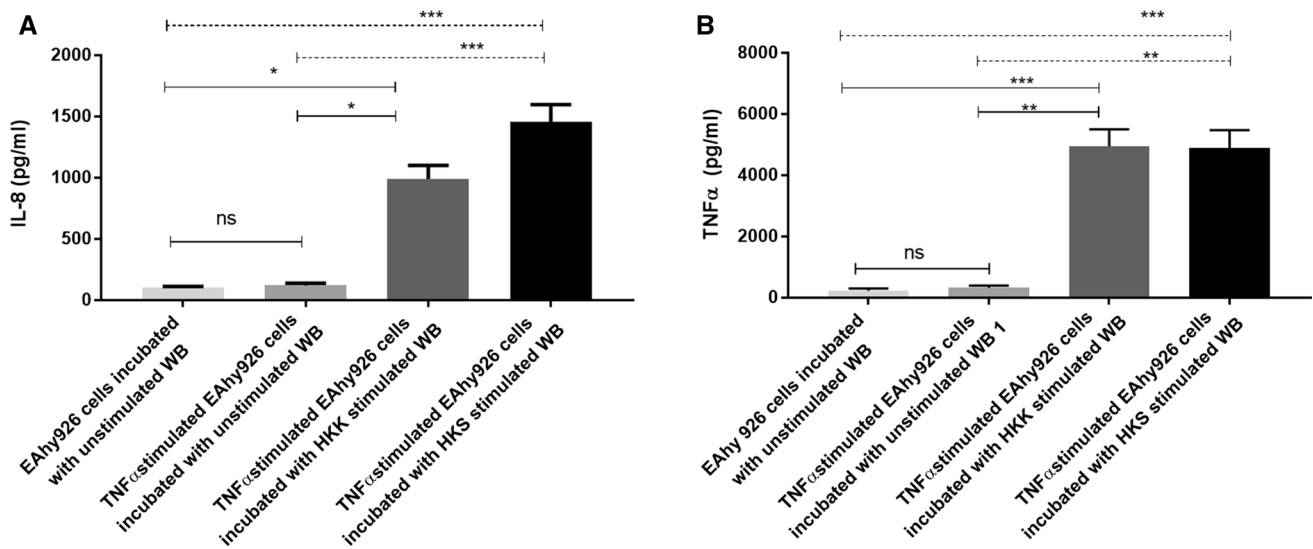 A
***
***
*
*
ns
2000
1500
1000
500
0
IL-8 (pg/ml)
EAhy926 cells incubated
with unstimulated WB
TNFαstimulated EAhy926 cells
incubated with unstimulated WB
TNFαstimulated EAhy926 cells
incubated with HKK stimulated WB
TNFαstimulated EAhy926 cells
incubated with HKS stimulated WB
B
***
**
***
**
ns
8000
6000
4000
2000
0
TNFα (pg/ml)
EAhy 926 cells incubated
with unstimulated WB
TNFαstimulated EAhy926 cells
incubated with unstimulated WB 1
TNFαstimulated EAhy926 cells
incubated with HKK stimulated WB
TNFαstimulated EAhy926 cells
incubated with HKS stimulated WB